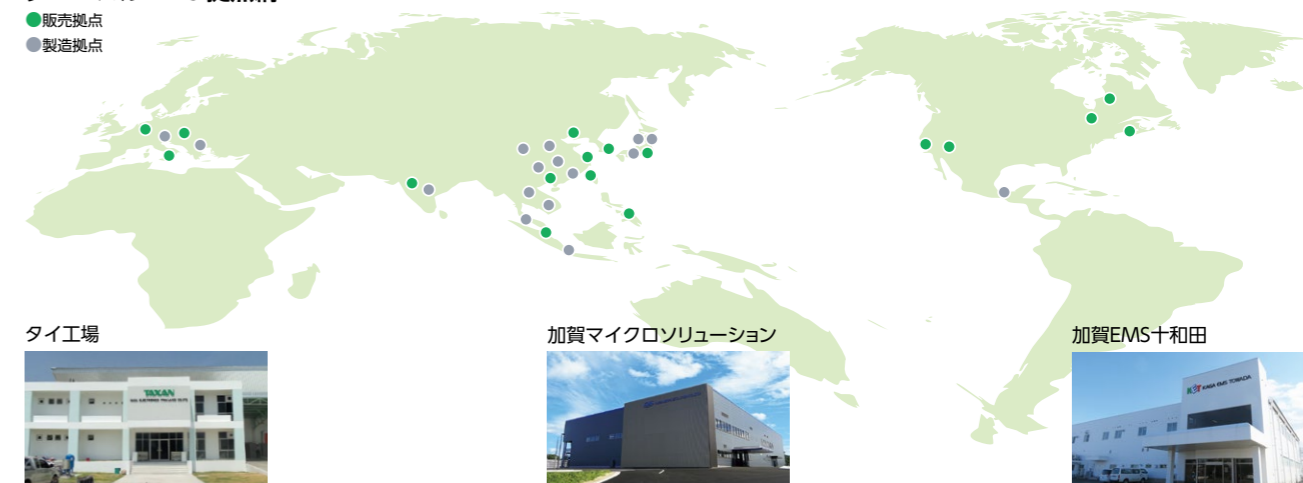 販売拠点
製造拠点
タイ工場
加賀マイクロソリューション
加賀EMS十和田
TAXAN
KAGA EMS TOWADA